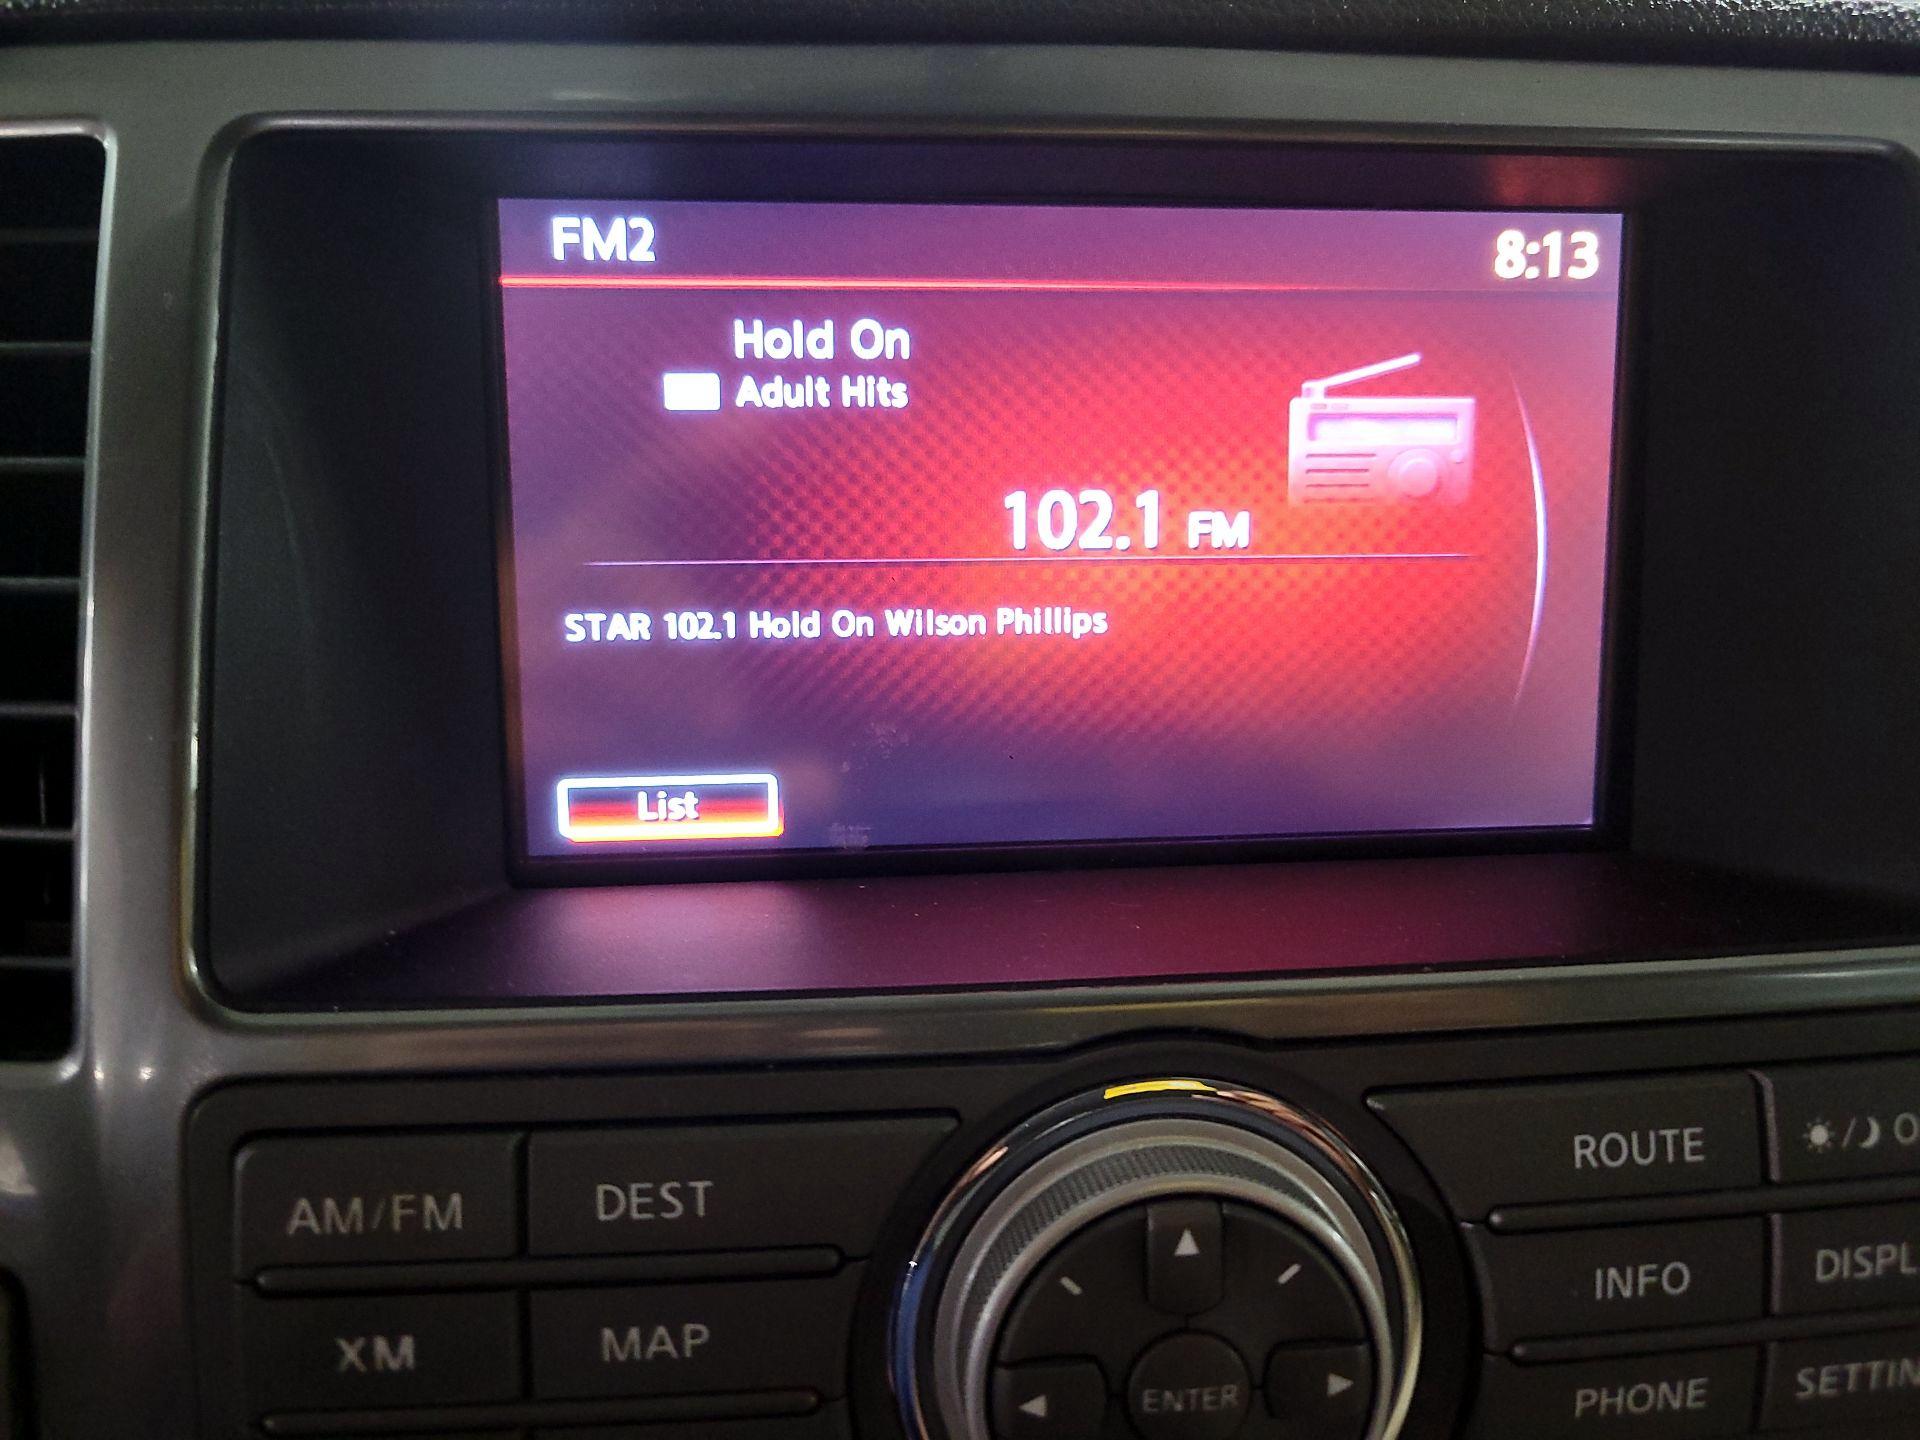 FM2
8:13
Hold On
Adult Hits
102.1 FM
STAR 102.1 Hold On Wilson Phillips
List
AM/FM
DEST
ROUTE
XM
MAP
INFO
ENTER
PHONE